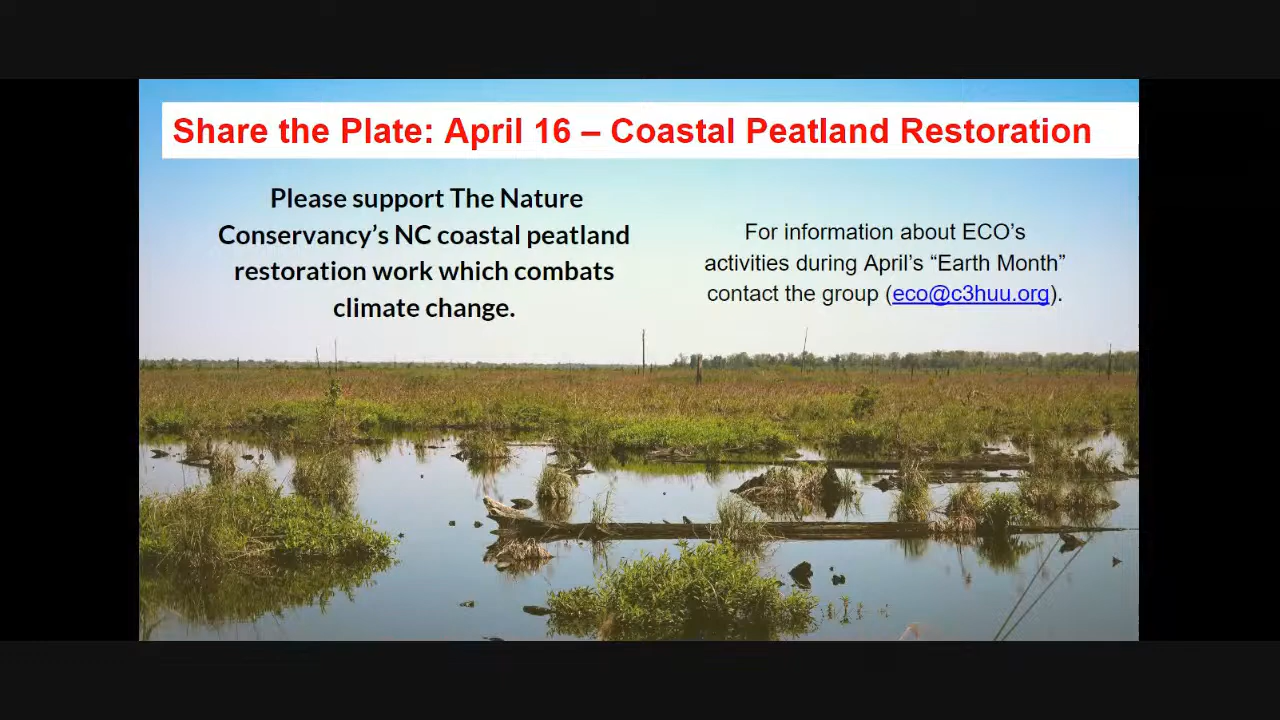 Share the Plate: April 16 – Coastal Peatland Restoration
Please support The Nature
Conservancy’s NC coastal peatland
restoration work which combats
climate change.
For information about ECO’s
activities during April’s “Earth Month”
contact the group (eco@c3huu.org).